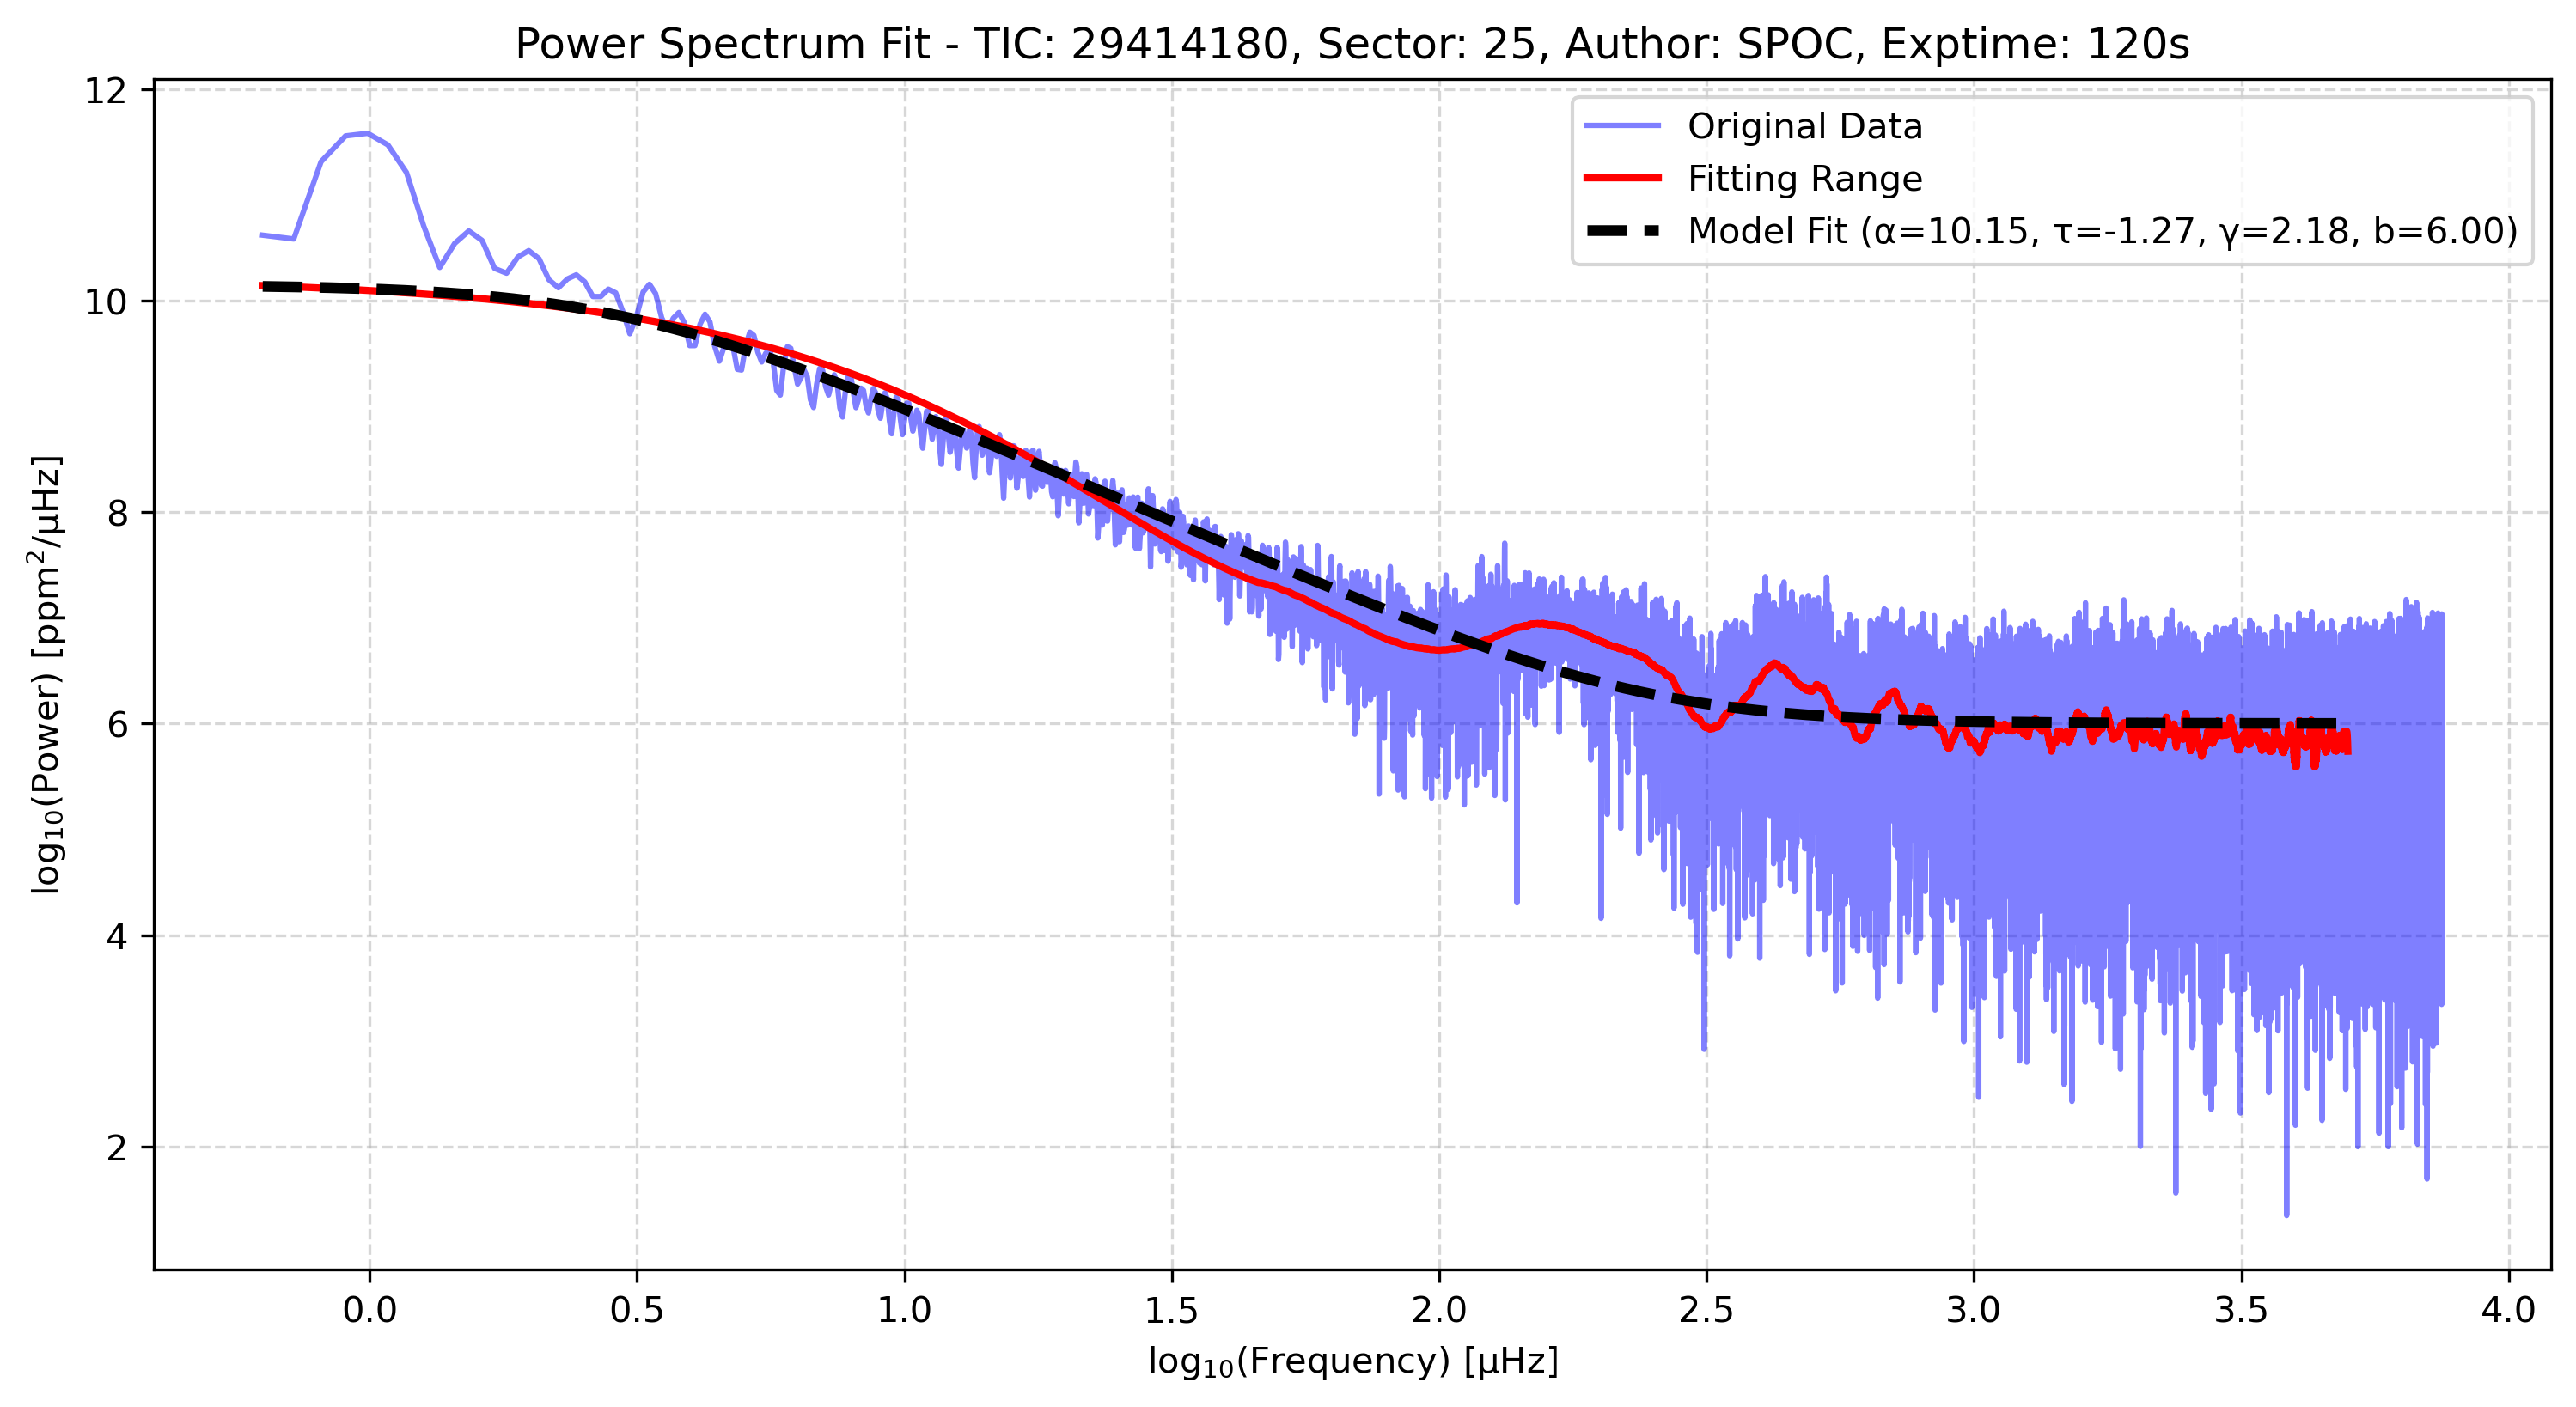 Power Spectrum Fit - TIC: 29414180, Sector: 25, Author: SPOC, Exptime: 120s
Original Data
Fitting Range
Model Fit (α=10.15, τ=-1.27, γ=2.18, b=6.00)
log₁₀(Power) [ppm²/μHz]
12
10
8
6
4
2
0.0 0.5 1.0 1.5 2.0 2.5 3.0 3.5 4.0
log₁₀(Frequency) [μHz]